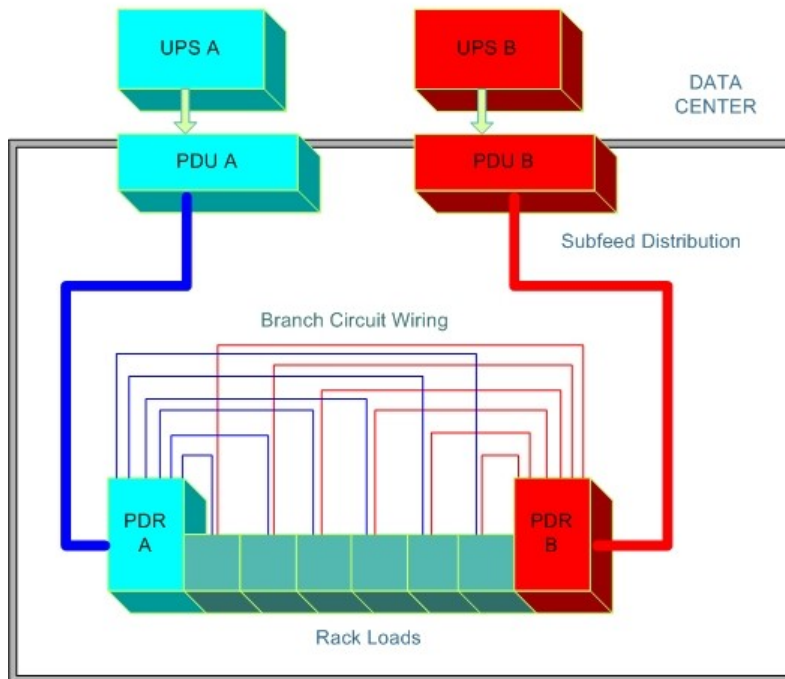 UPS A
UPS B
DATA
CENTER
PDU A
PDU B
Subfeed Distribution
Branch Circuit Wiring
PDR
A
PDR
B
Rack Loads